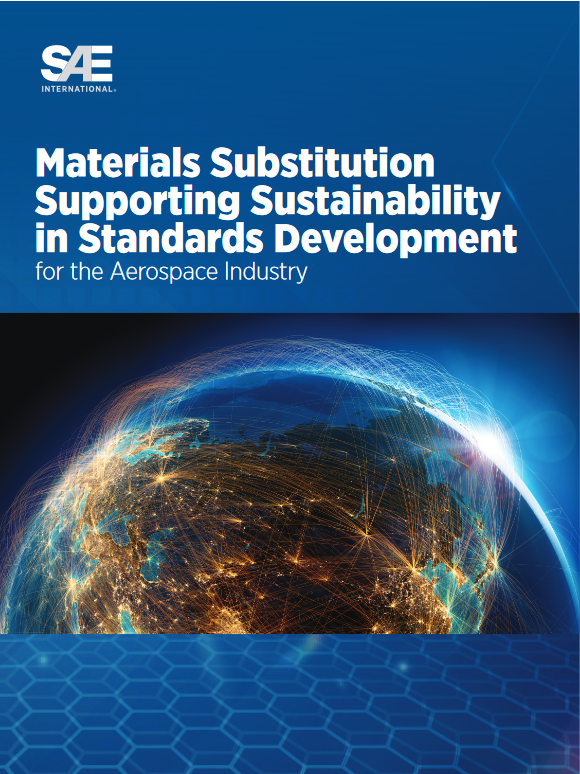 SAE
INTERNATIONAL®
Materials Substitution
Supporting Sustainability
in Standards Development
for the Aerospace Industry